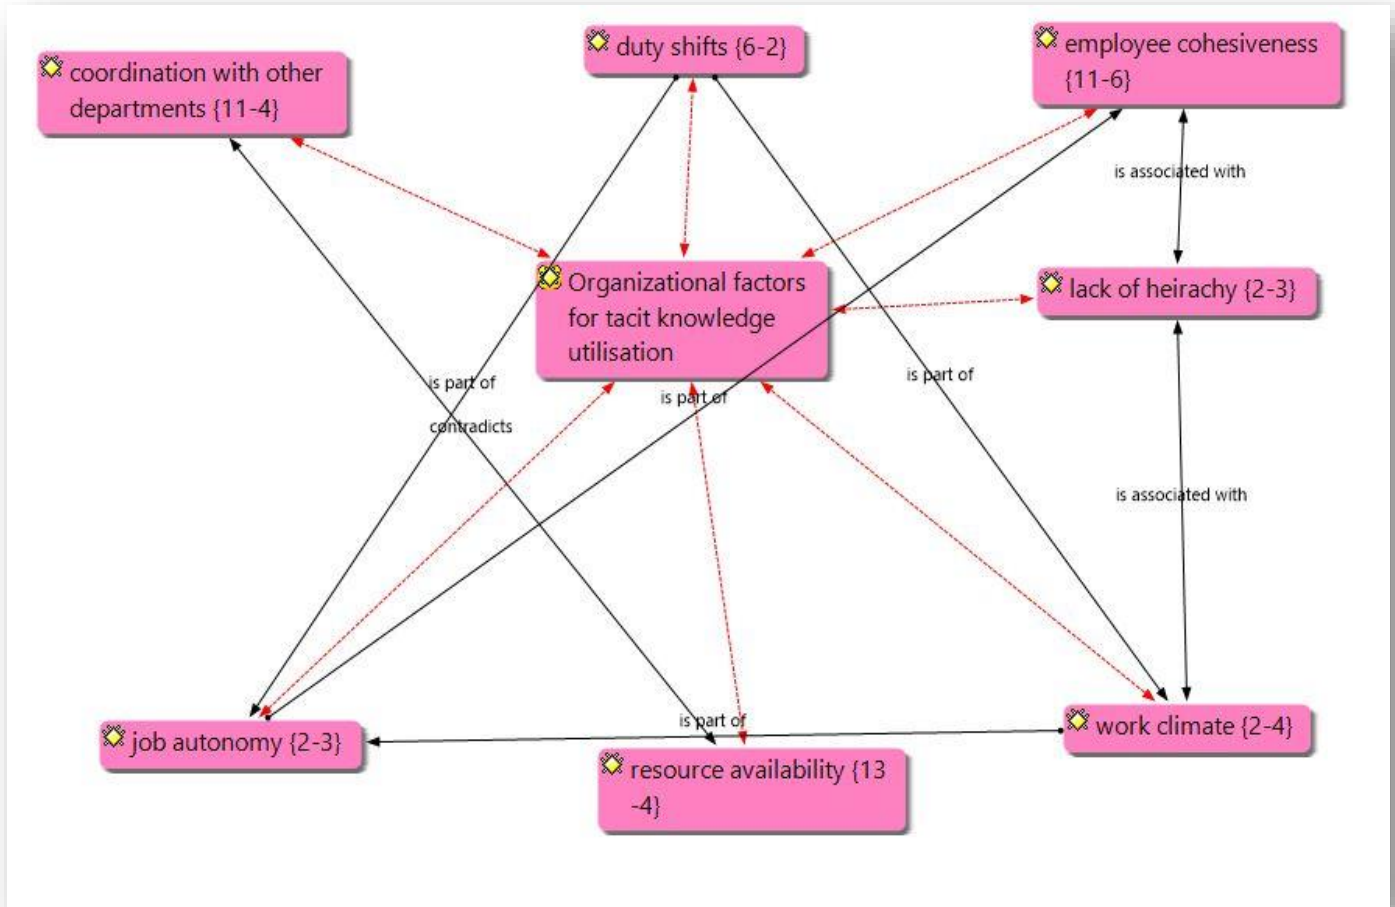 duty shifts {6-2}
employee cohesiveness
{11-6}
coordination with other
departments {11-4}
is associated with
Organizational factors
for tacit knowledge
utilisation
lack of heirachy {2-3}
is part of
is part of
is part of
contradicts
is associated with
is part of
job autonomy {2-3}
work climate {2-4}
resource availability {13
-4}